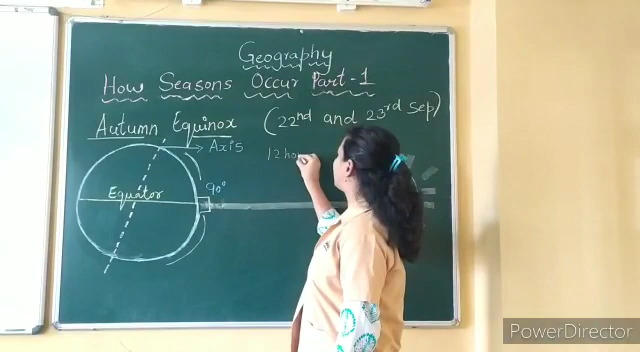 Geography
How Seasons Occur Part-1
Autumn Equinox (22nd and 23rd Sep)
Axis
12 ho
Equator
90°
PowerDirector